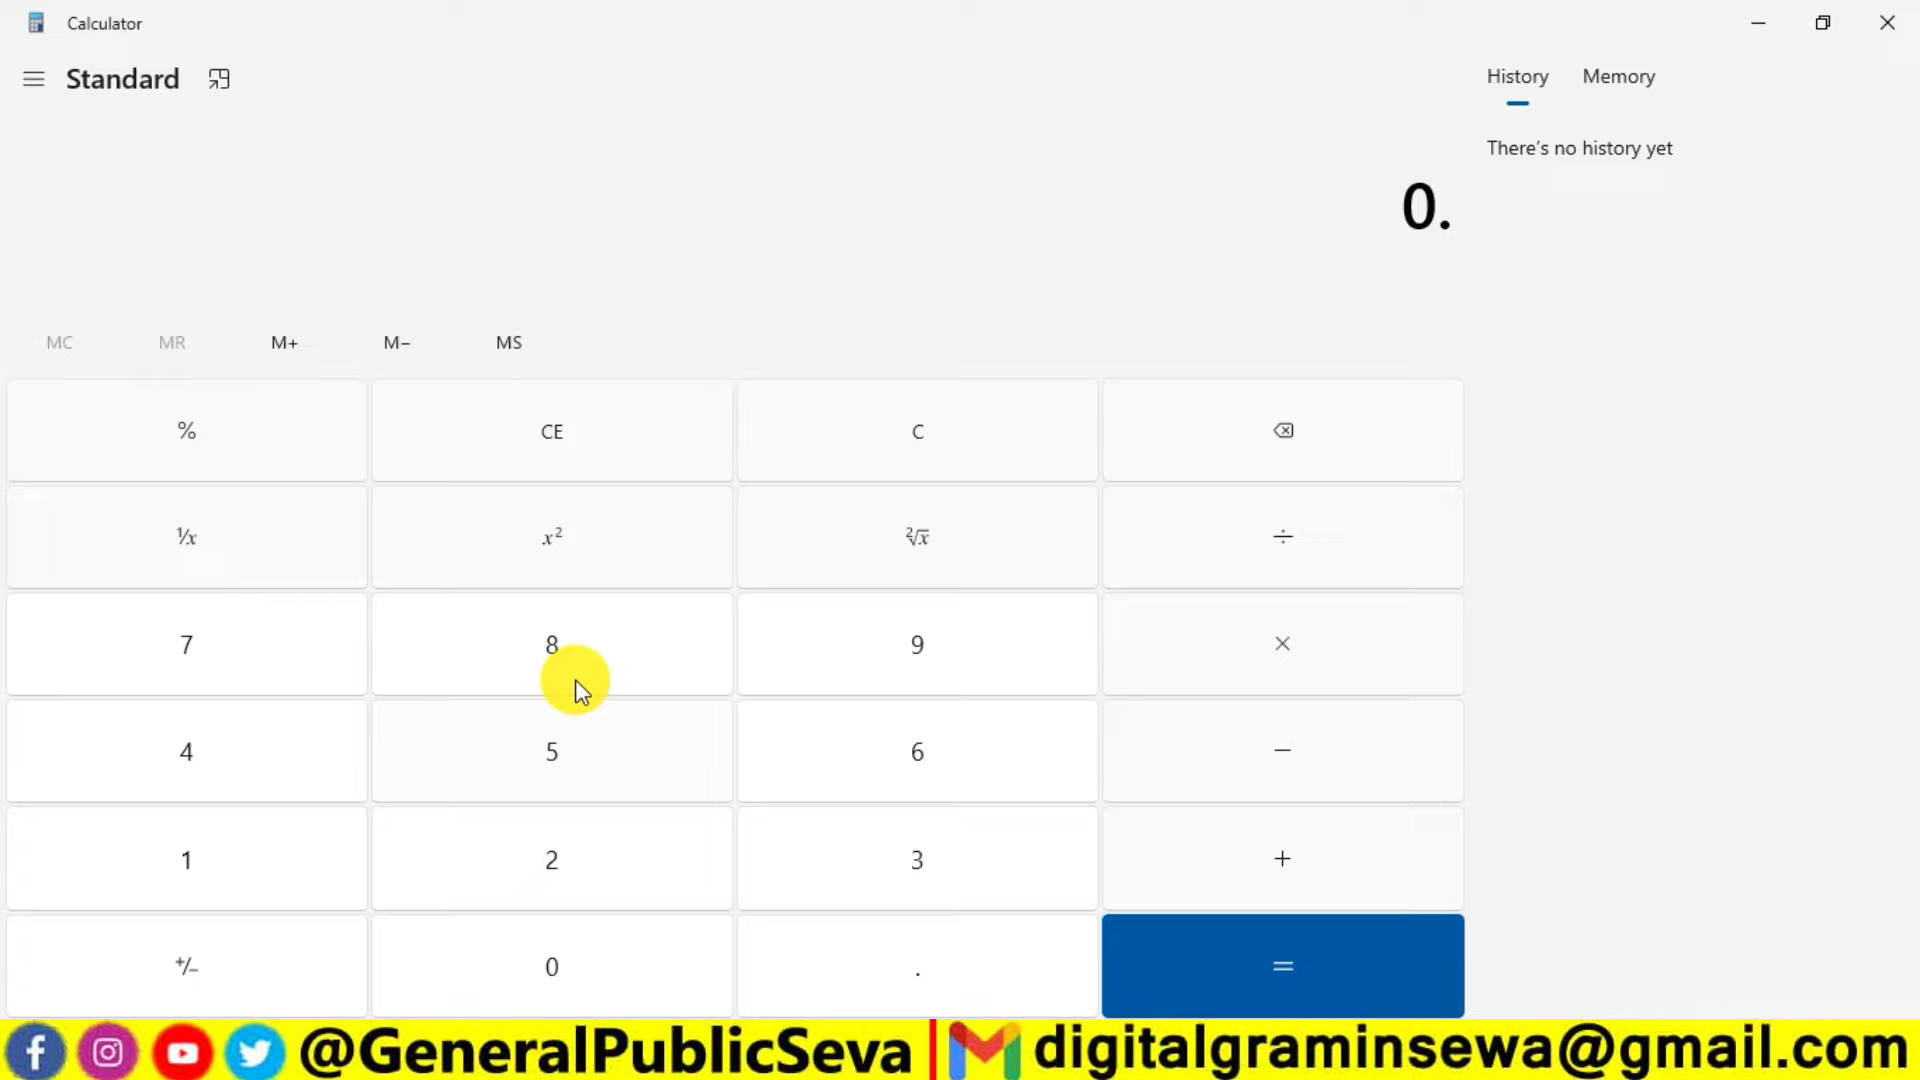 Calculator
Standard
History Memory
There's no history yet
0.
MC MR M+ M− MS
% CE C
¹/x x² ²√x ÷
7 8 9 ×
4 5 6 −
1 2 3 +
+/− 0 . =
@GeneralPublicSeva digitalgraminsewa@gmail.com